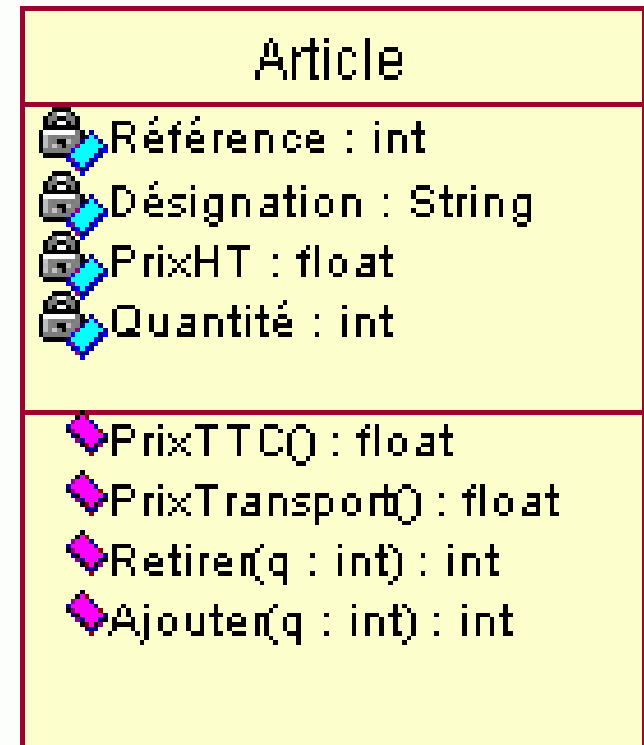 Article
Référence : int
Désignation : String
PrixHT : float
Quantité : int
PrixTTC() : float
PrixTransport() : float
Retirer(q : int) : int
Ajouter(q : int) : int